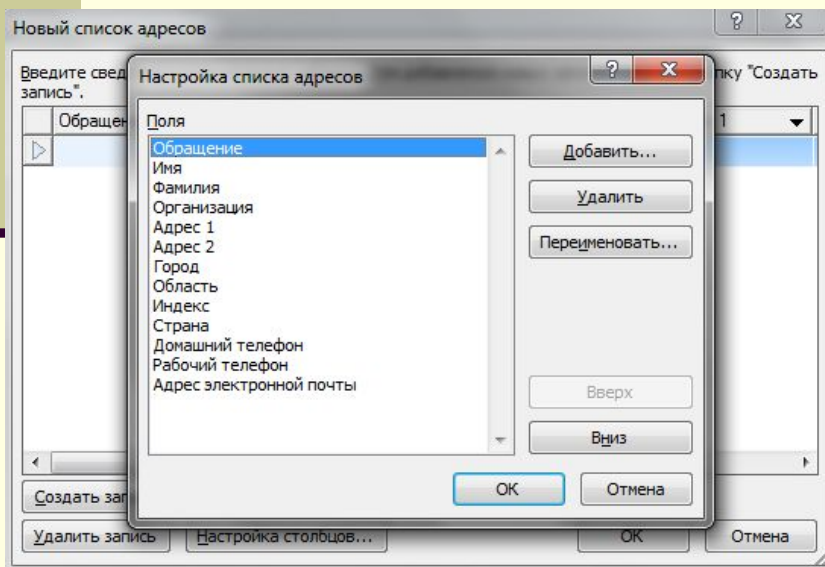 Новый список адресов
Введите свед
пку "Создать
запись".
Обращен
1
Настройка списка адресов
Поля
Обращение
Имя
Фамилия
Организация
Адрес 1
Адрес 2
Город
Область
Индекс
Страна
Домашний телефон
Рабочий телефон
Адрес электронной почты
Добавить...
Удалить
Переименовать...
Вверх
Вниз
ОК
Отмена
Создать зап
Удалить запись
Настройка столбцов...
ОК
Отмена